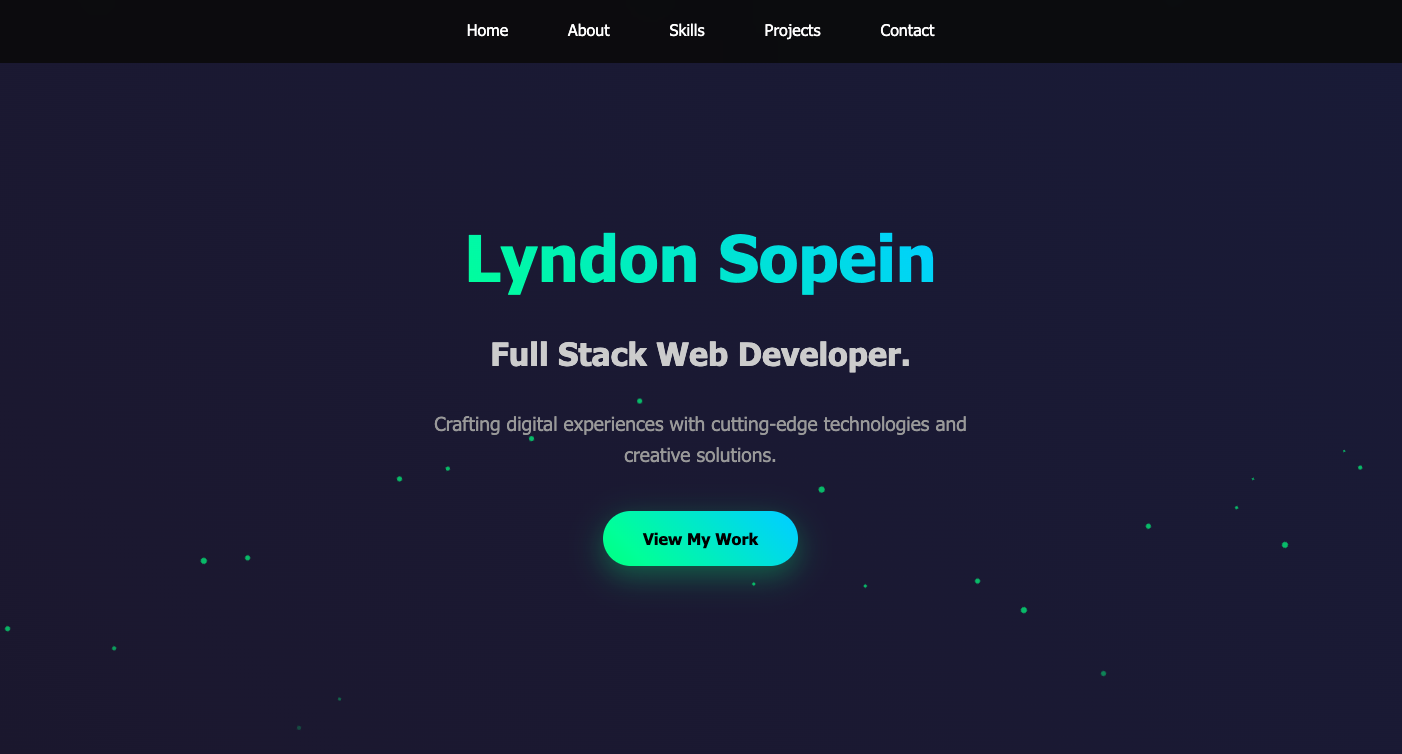 Home About Skills Projects Contact
Lyndon Sopein
Full Stack Web Developer.
Crafting digital experiences with cutting-edge technologies and
creative solutions.
View My Work